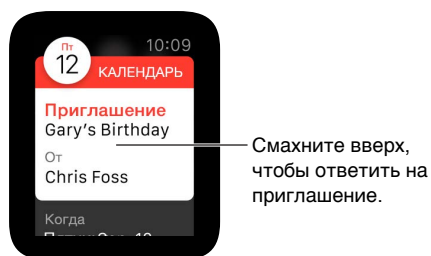 Пт
12
10:09
КАЛЕНДАРЬ
Приглашение
Gary's Birthday
От
Chris Foss
Когда
Смахните вверх,
чтобы ответить на
приглашение.